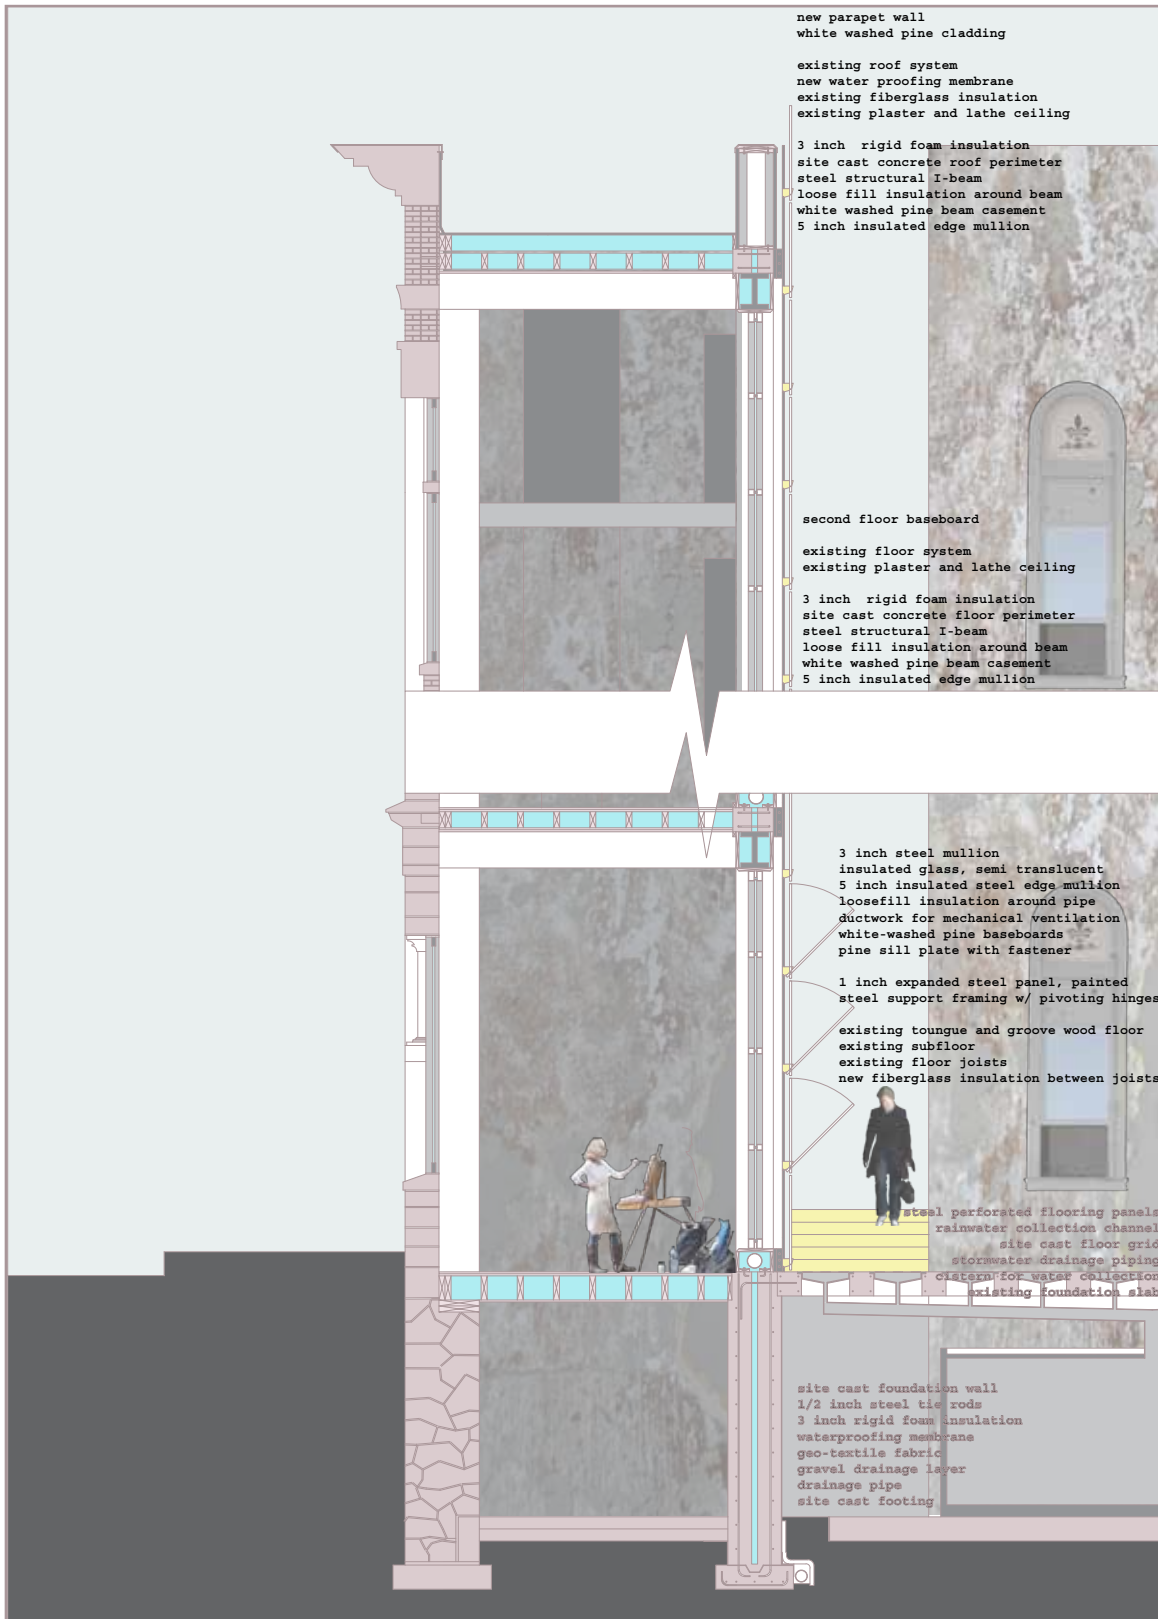 new parapet wall
white washed pine cladding
existing roof system
new water proofing membrane
existing fiberglass insulation
existing plaster and lathe ceiling
3 inch  rigid foam insulation
site cast concrete roof perimeter
steel structural I-beam
loose fill insulation around beam
white washed pine beam casement
5 inch insulated edge mullion
second floor baseboard
existing floor system
existing plaster and lathe ceiling
3 inch  rigid foam insulation
site cast concrete floor perimeter
steel structural I-beam
loose fill insulation around beam
white washed pine beam casement
5 inch insulated edge mullion
3 inch steel mullion
insulated glass, semi translucent
5 inch insulated steel edge mullion
loosefill insulation around pipe
ductwork for mechanical ventilation
white-washed pine baseboards
pine sill plate with fastener
1 inch expanded steel panel, painted
steel support framing w/ pivoting hinges
existing toungue and groove wood floor
existing subfloor
existing floor joists
new fiberglass insulation between joists
steel perforated flooring panels
rainwater collection channel
site cast floor grid
stormwater drainage piping
cistern for water collection
existing foundation slab
site cast foundation wall
1/2 inch steel tie rods
3 inch rigid foam insulation
waterproofing membrane
geo-textile fabric
gravel drainage layer
drainage pipe
site cast footing